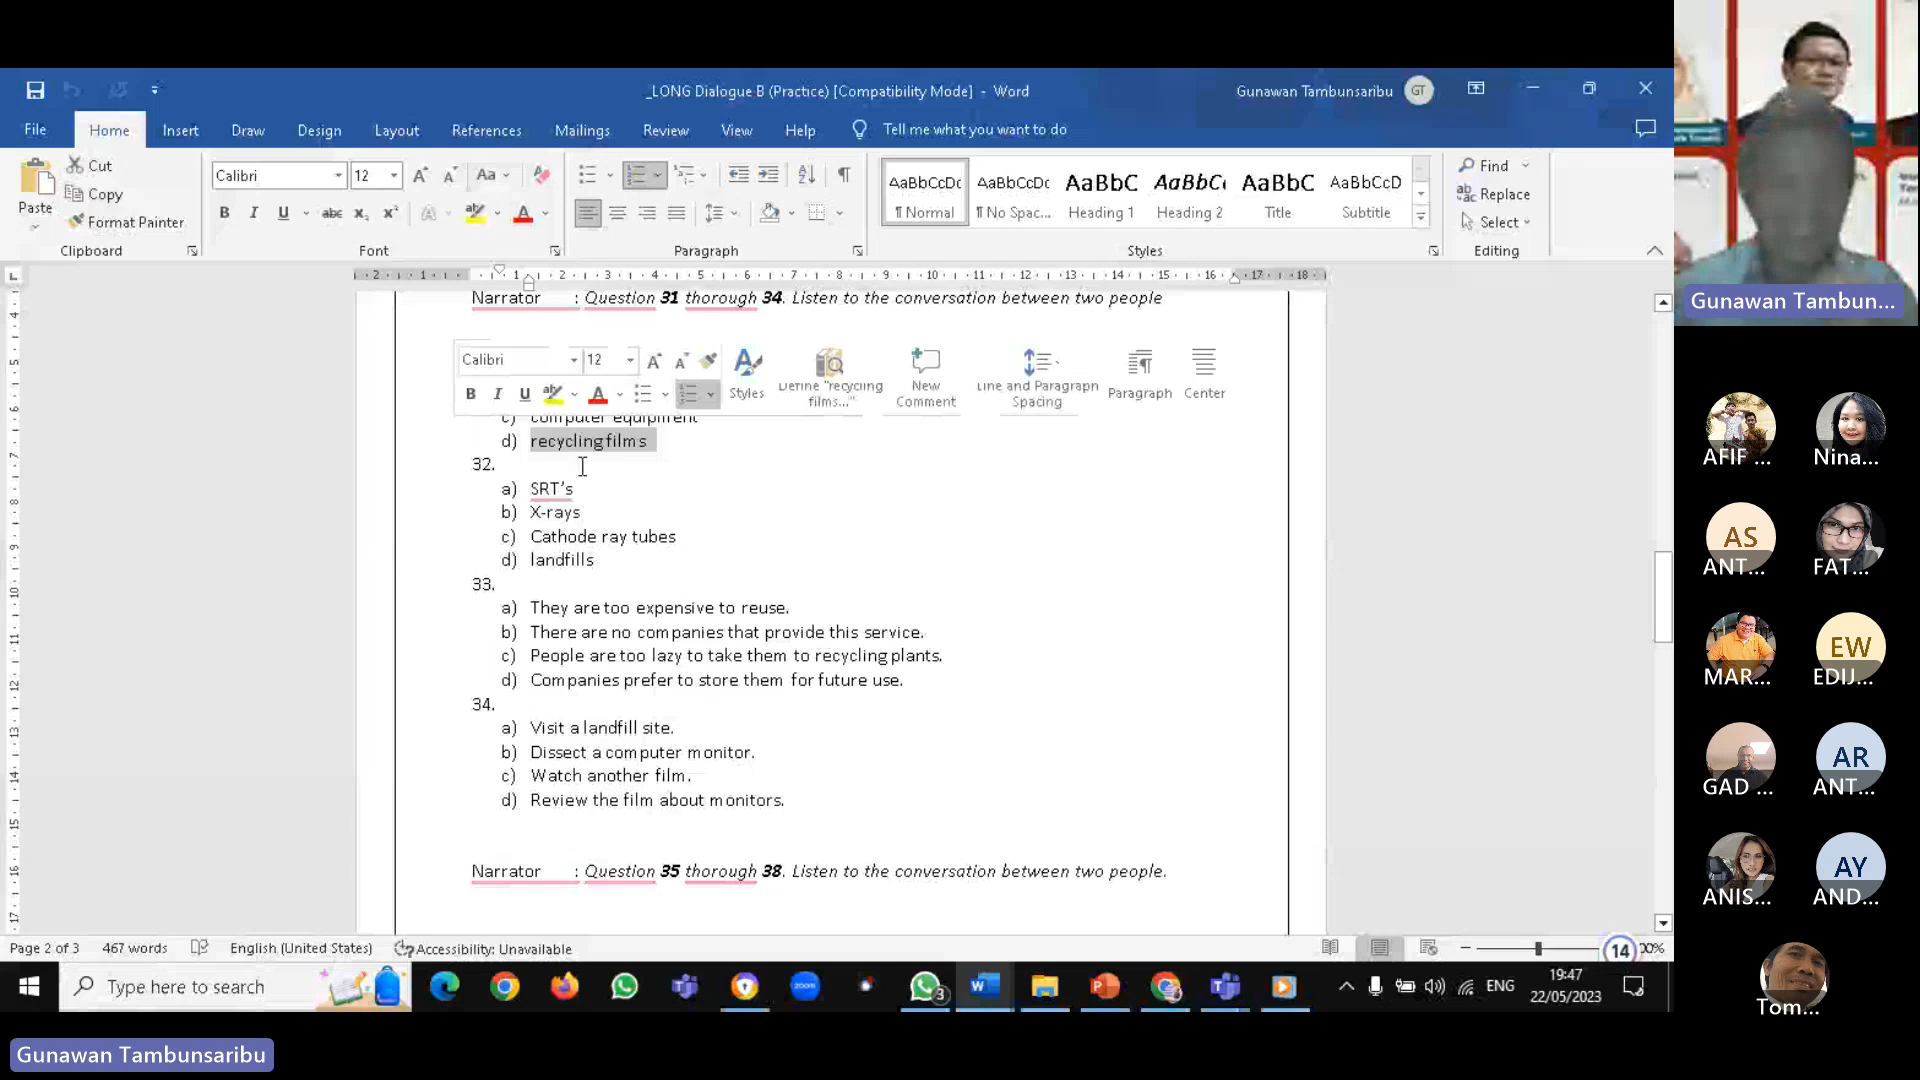 _LONG Dialogue B (Practice) [Compatibility Mode] - Word
Gunawan Tambunsaribu GT
File Home Insert Draw Design Layout References Mailings Review View Help Tell me what you want to do
Paste
Cut
Copy
Format Painter
Calibri 12
AaBbCcDc AaBbCcDc AaBbC AaBbCc AaBbC AaBbCcD
¶ Normal ¶ No Spac... Heading 1 Heading 2 Title Subtitle
Find
Replace
Select
Clipboard Font Paragraph Styles Editing
Narrator : Question 31 thorough 34. Listen to the conversation between two people
Calibri 12
Styles
Define "recycling films..."
New Comment
Line and Paragraph Spacing
Paragraph
Center
c) computer equipment
d) recycling films
32.
a) SRT's
b) X-rays
c) Cathode ray tubes
d) landfills
33.
a) They are too expensive to reuse.
b) There are no companies that provide this service.
c) People are too lazy to take them to recycling plants.
d) Companies prefer to store them for future use.
34.
a) Visit a landfill site.
b) Dissect a computer monitor.
c) Watch another film.
d) Review the film about monitors.
Narrator : Question 35 thorough 38. Listen to the conversation between two people.
Page 2 of 3 467 words English (United States) Accessibility: Unavailable
14
Type here to search
zoom
3
ENG
19:47
22/05/2023
Gunawan Tambunsaribu
Gunawan Tambun...
AFIF ... Nina...
AS
ANT... FAT...
EW
MAR... EDIJ...
AR
GAD ... ANT...
AY
ANIS... AND...
Tom...